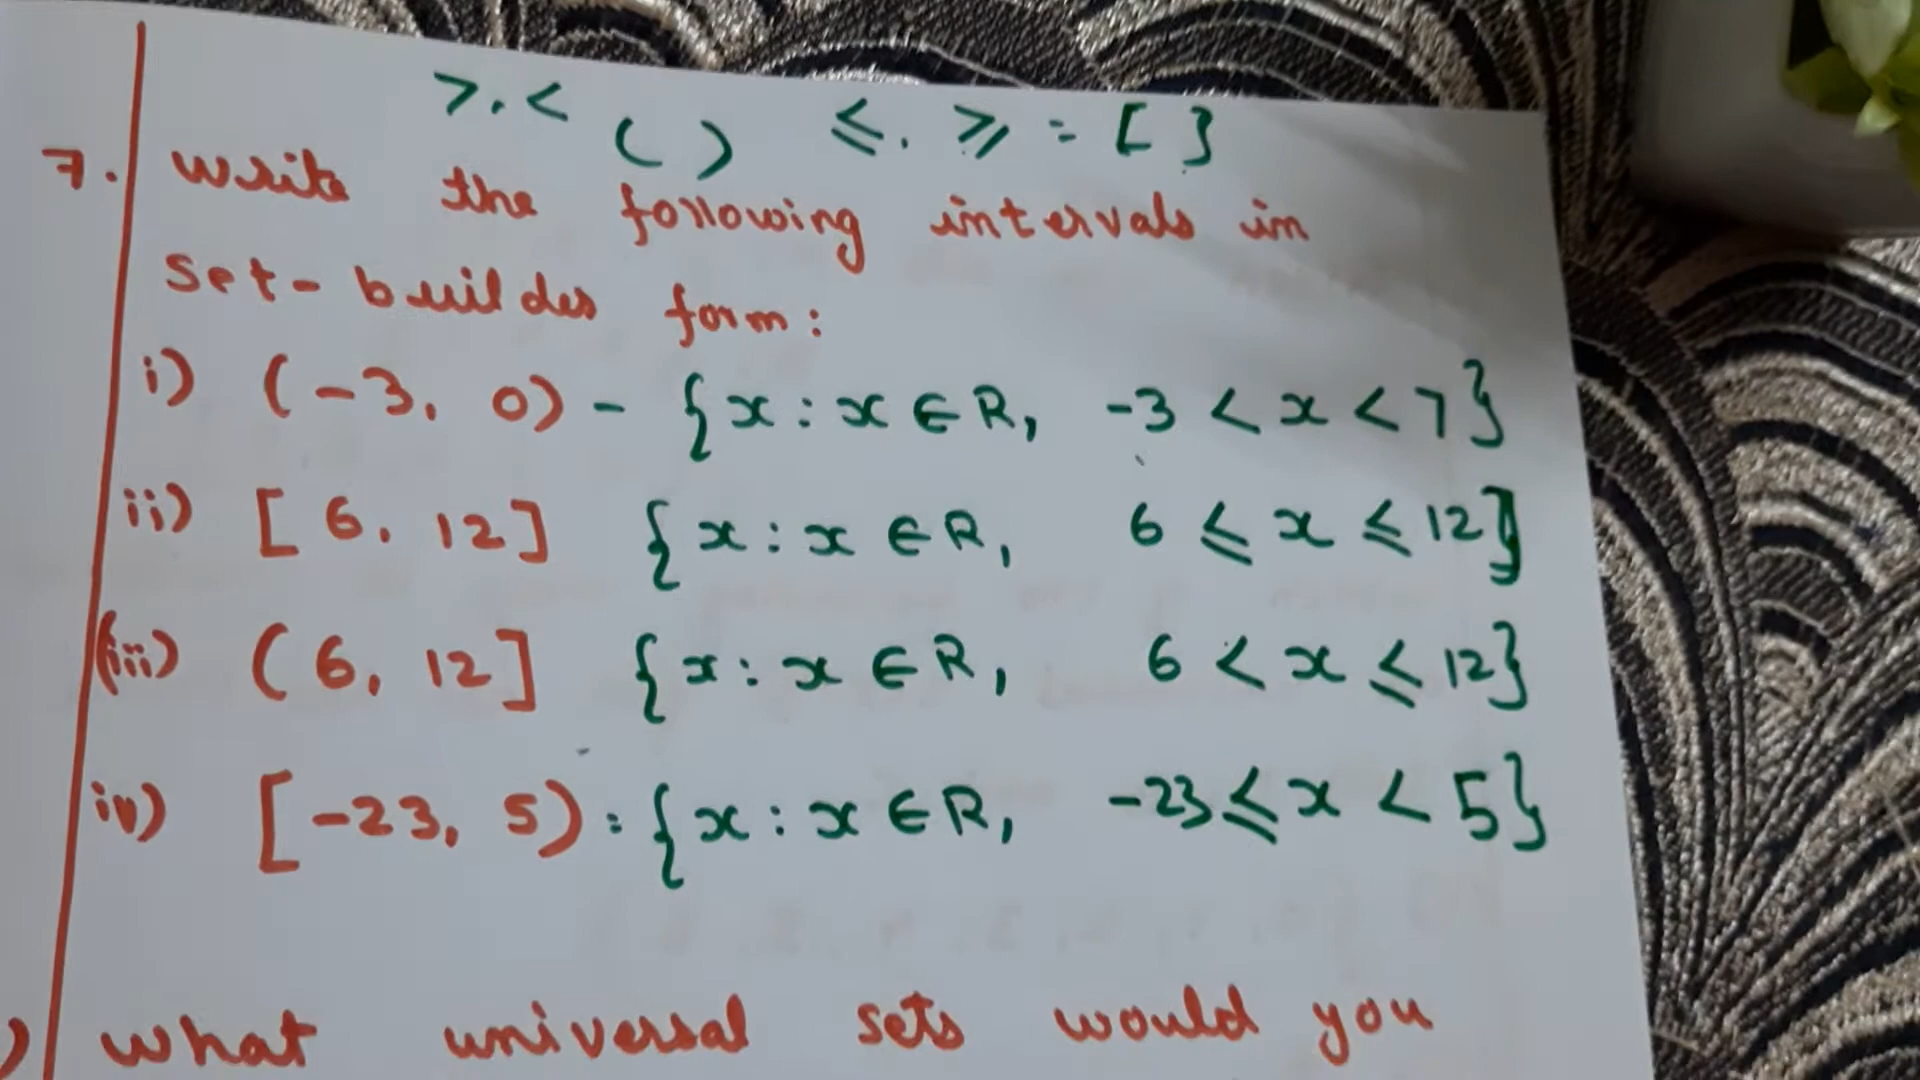 >, < ( ) ≤, ≥ = [ ]
7. Write the following intervals in
set-builder form:
i) (-3, 0) - {x : x ∈ R, -3 < x < 7}
ii) [6, 12] {x : x ∈ R, 6 ≤ x ≤ 12}
(iii) (6, 12] {x : x ∈ R, 6 < x ≤ 12}
iv) [-23, 5) : {x : x ∈ R, -23 ≤ x < 5}
) What universal sets would you